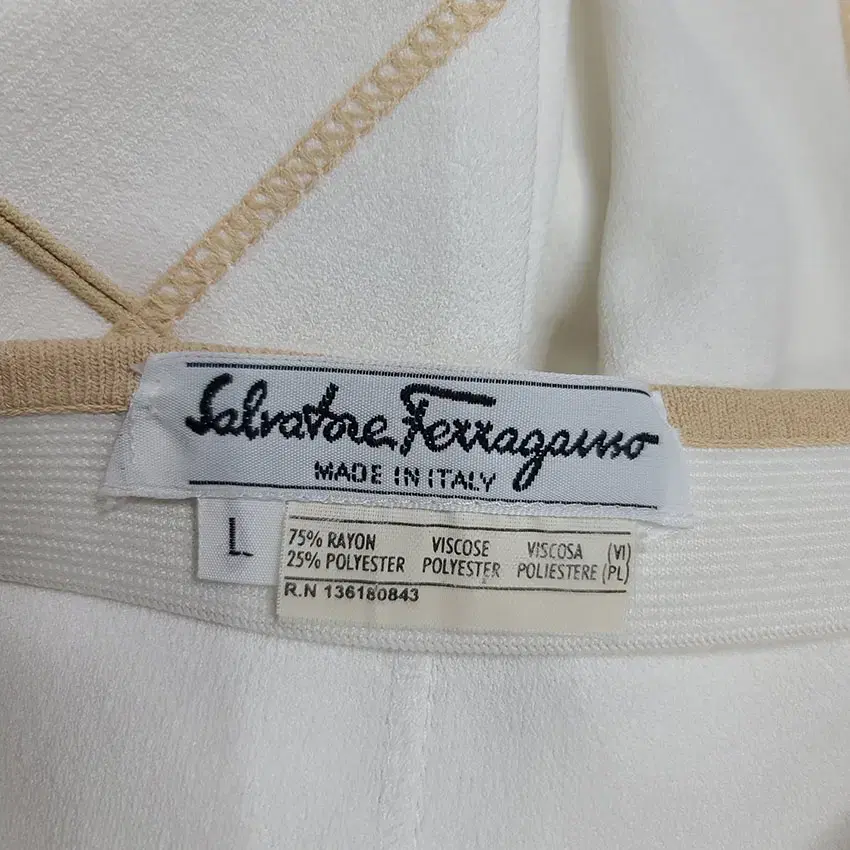 Salvatore Ferragamo
MADE IN ITALY
L
75% RAYON VISCOSE VISCOSA (VI)
25% POLYESTER POLYESTER POLIESTERE (PL)
R.N 136180843